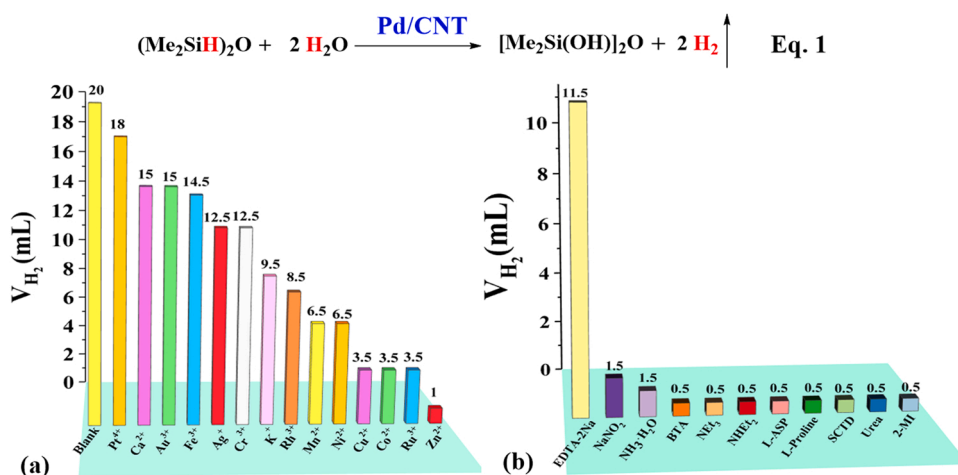 Pd/CNT
(Me₂SiH)₂O + 2 H₂O [Me₂Si(OH)]₂O + 2 H₂ Eq. 1
V_H₂ (mL)
20
18
16
14
12
10
8
6
4
2
0
20
18
15
15
14.5
12.5
12.5
9.5
8.5
6.5
6.5
3.5
3.5
3.5
1
Blank
Pt⁴⁺
Ca²⁺
Au³⁺
Fe³⁺
Ag⁺
Cr³⁺
K⁺
Rh³⁺
Mn²⁺
Ni²⁺
Cu²⁺
Co²⁺
Ru³⁺
Zn²⁺
(a)
V_H₂ (mL)
10
8
6
4
2
0
11.5
1.5
1.5
0.5
0.5
0.5
0.5
0.5
0.5
0.5
0.5
EDTA-2Na
NaNO₂
NH₃·H₂O
BTA
NEt₃
NHEt₂
L-ASP
L-Proline
SCTD
Urea
2-MI
(b)